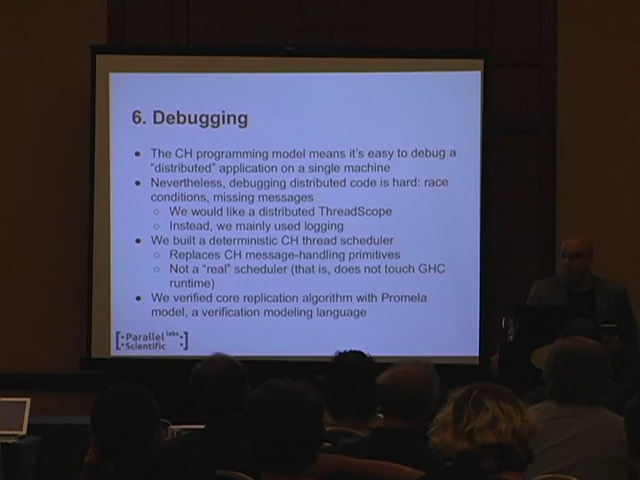 6. Debugging
● The CH programming model means it's easy to debug a
"distributed" application on a single machine
● Nevertheless, debugging distributed code is hard: race
conditions, missing messages
○ We would like a distributed ThreadScope
○ Instead, we mainly used logging
● We built a deterministic CH thread scheduler
○ Replaces CH message-handling primitives
○ Not a "real" scheduler (that is, does not touch GHC
runtime)
● We verified core replication algorithm with Promela
model, a verification modeling language
[:Parallel labs :]
Scientific